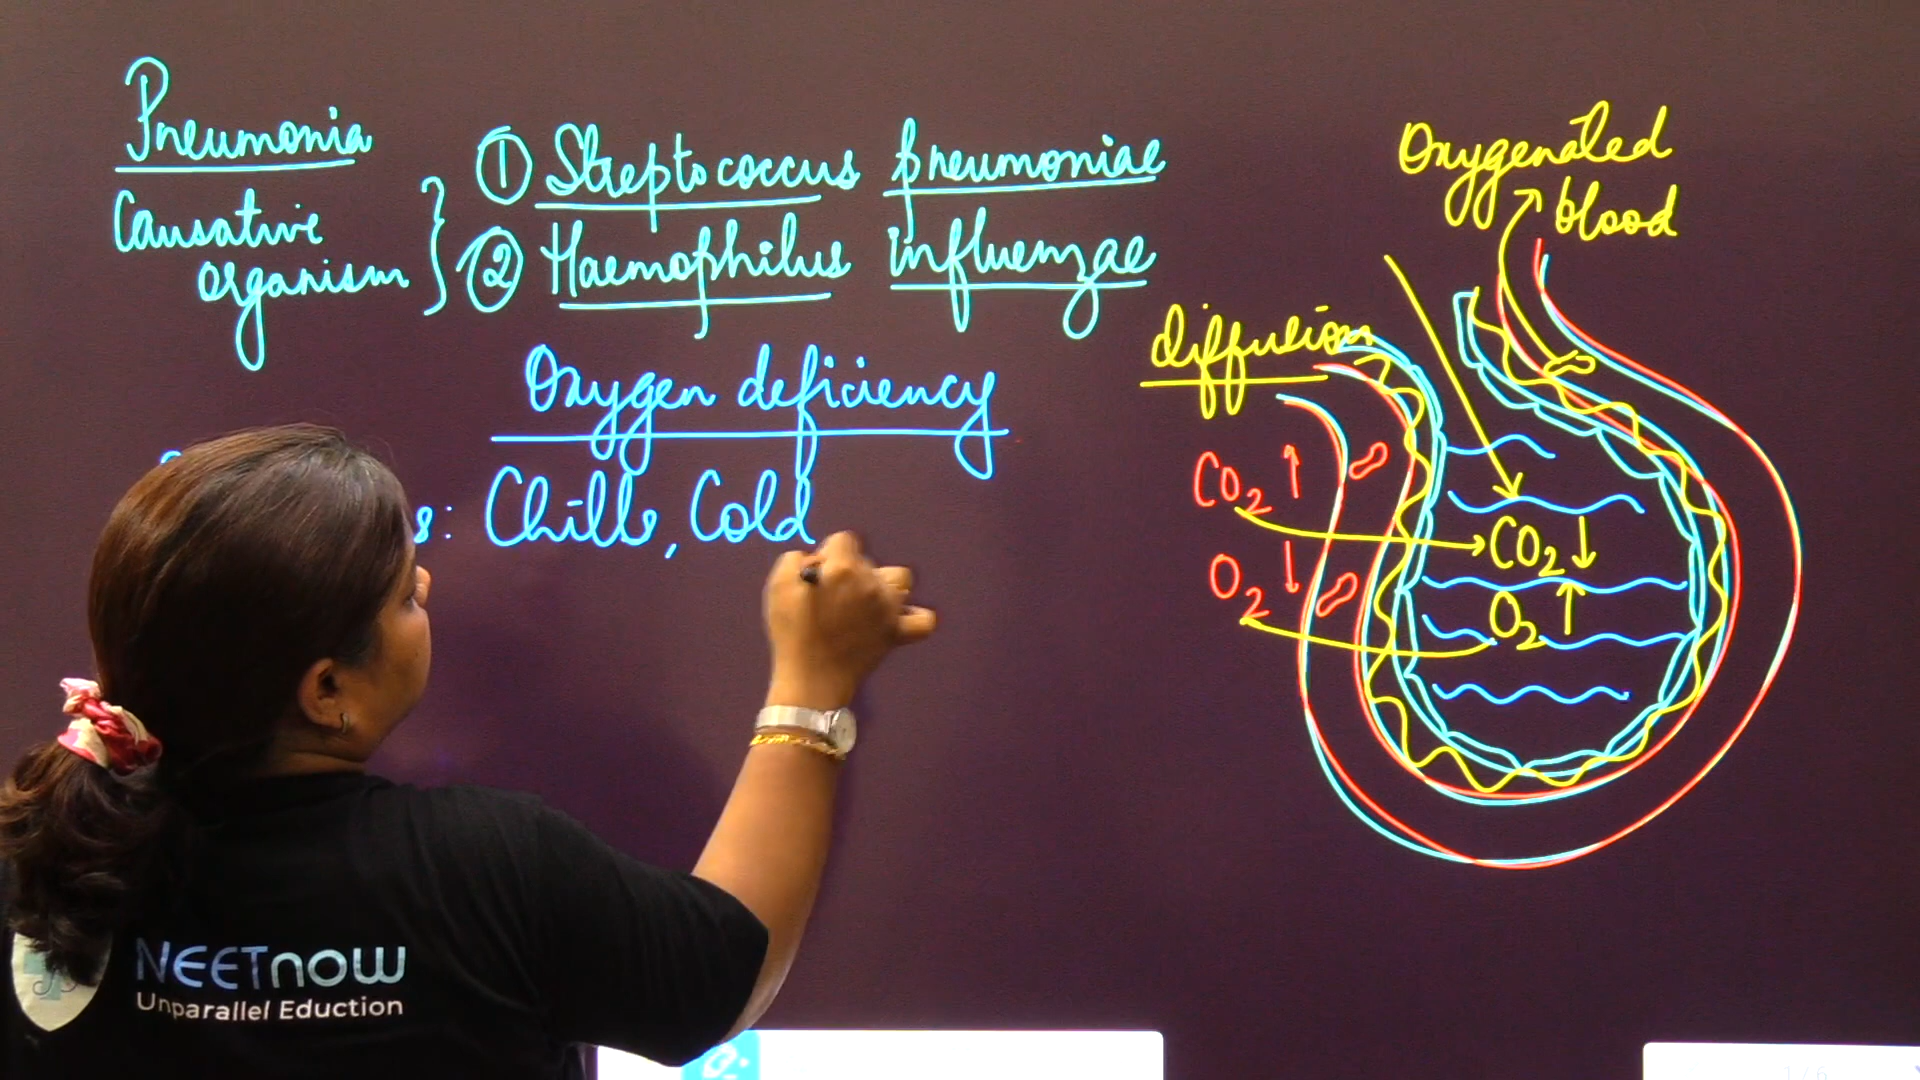 Pneumonia
Causative
organism
① Streptococcus pneumoniae
② Haemophilus influenzae
Oxygen deficiency
s: Chills, Cold
Oxygenated
blood
diffusion
CO2 ↑
O2 ↓
CO2 ↓
O2 ↑
NEETnow
Unparallel Eduction